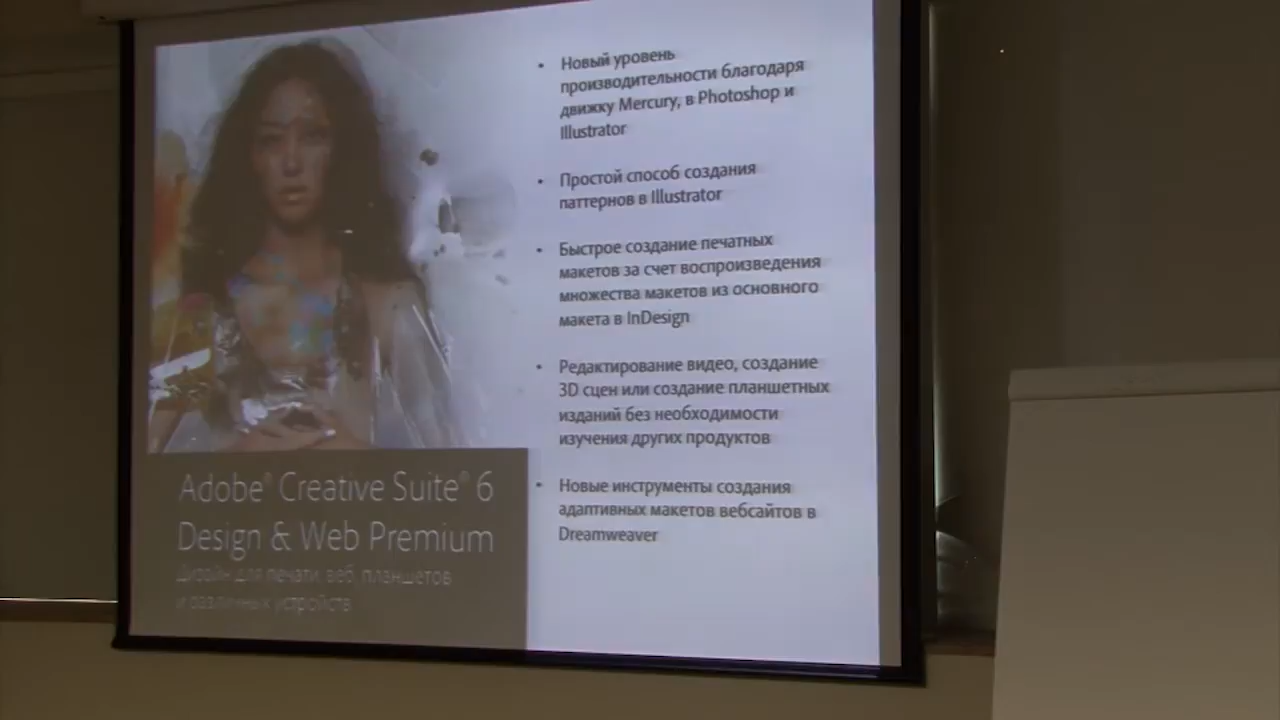 Новый уровень
производительности благодаря
движку Mercury, в Photoshop и
Illustrator
Простой способ создания
паттернов в Illustrator
Быстрое создание печатных
макетов за счет воспроизведения
множества макетов из основного
макета в InDesign
Редактирование видео, создание
3D сцен или создание планшетных
изданий без необходимости
изучения других продуктов
Новые инструменты создания
адаптивных макетов вебсайтов в
Dreamweaver
Adobe® Creative Suite® 6
Design & Web Premium
Дизайн для печати, веб, планшетов
и различных устройств